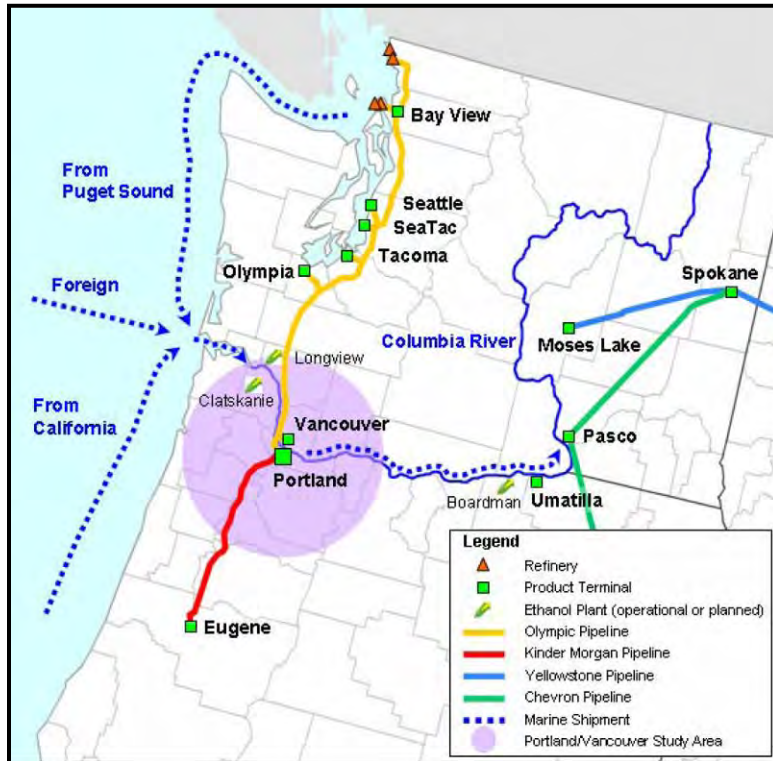 Bay View
From
Puget Sound
Seattle
SeaTac
Tacoma
Olympia
Spokane
Foreign
Columbia River
Moses Lake
Longview
Clatskanie
From
California
Vancouver
Pasco
Portland
Boardman
Umatilla
Eugene
Legend
Refinery
Product Terminal
Ethanol Plant (operational or planned)
Olympic Pipeline
Kinder Morgan Pipeline
Yellowstone Pipeline
Chevron Pipeline
Marine Shipment
Portland/Vancouver Study Area